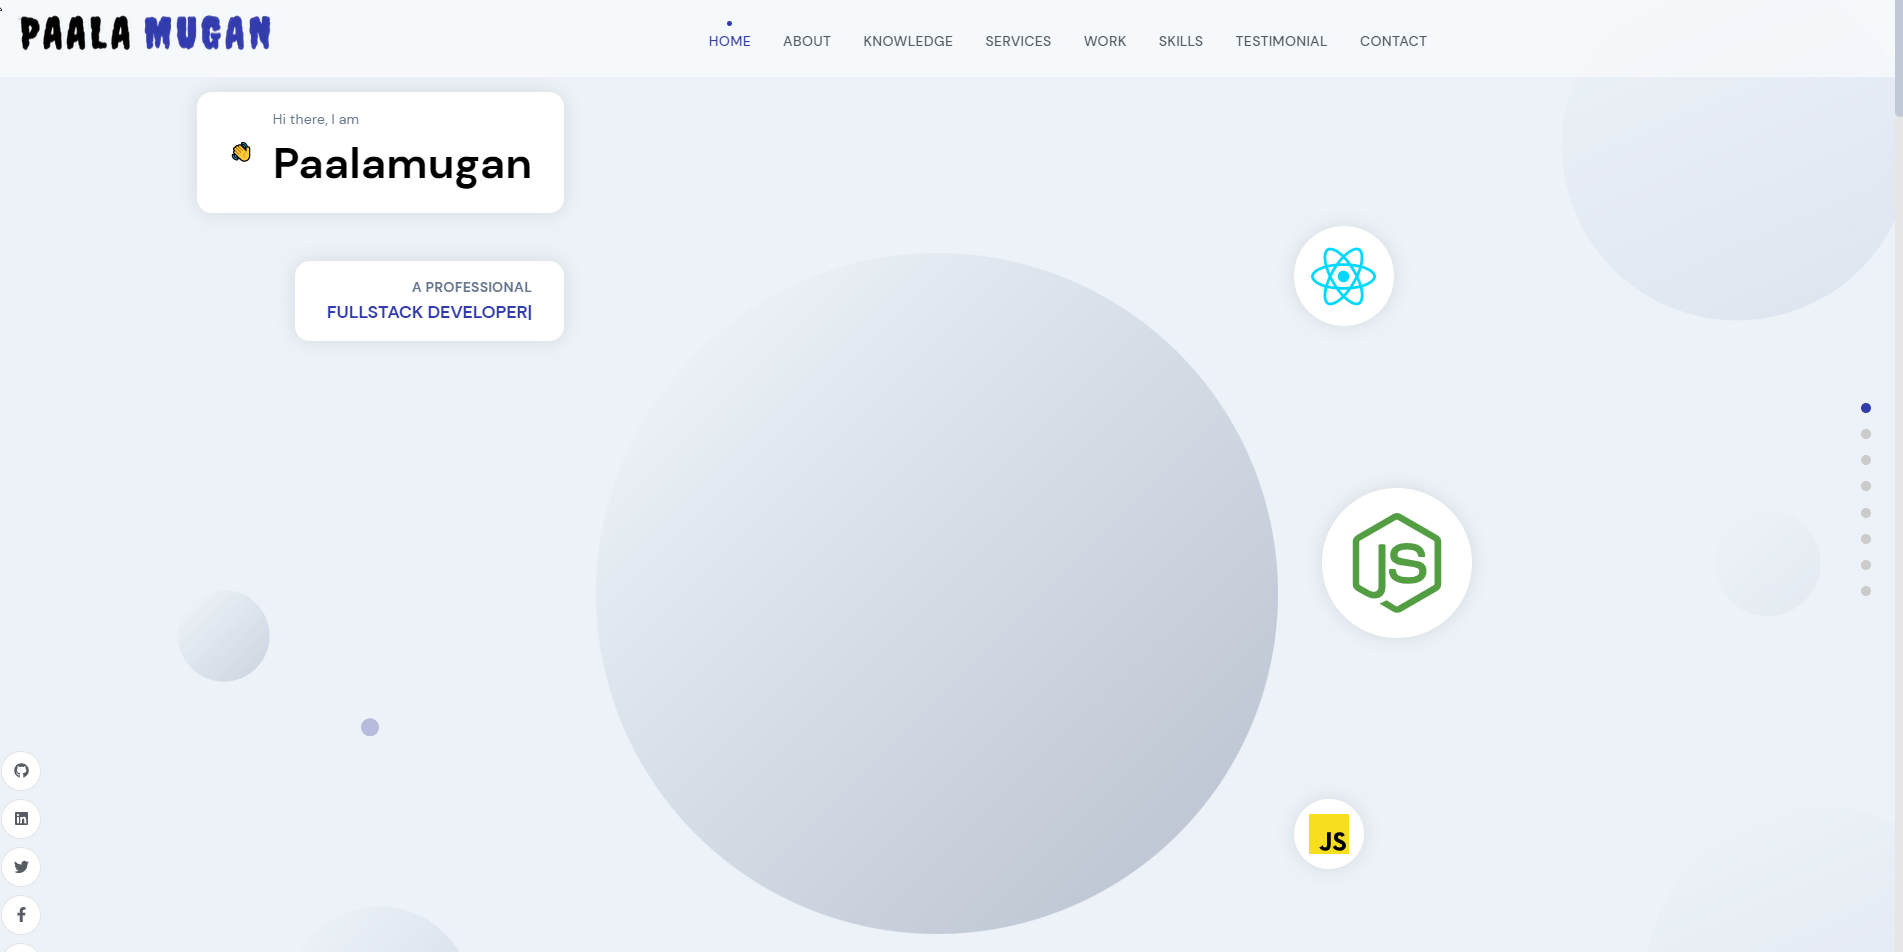 PAALA MUGAN
HOME ABOUT KNOWLEDGE SERVICES WORK SKILLS TESTIMONIAL CONTACT
Hi there, I am
Paalamugan
A PROFESSIONAL
FULLSTACK DEVELOPER|
JS
JS